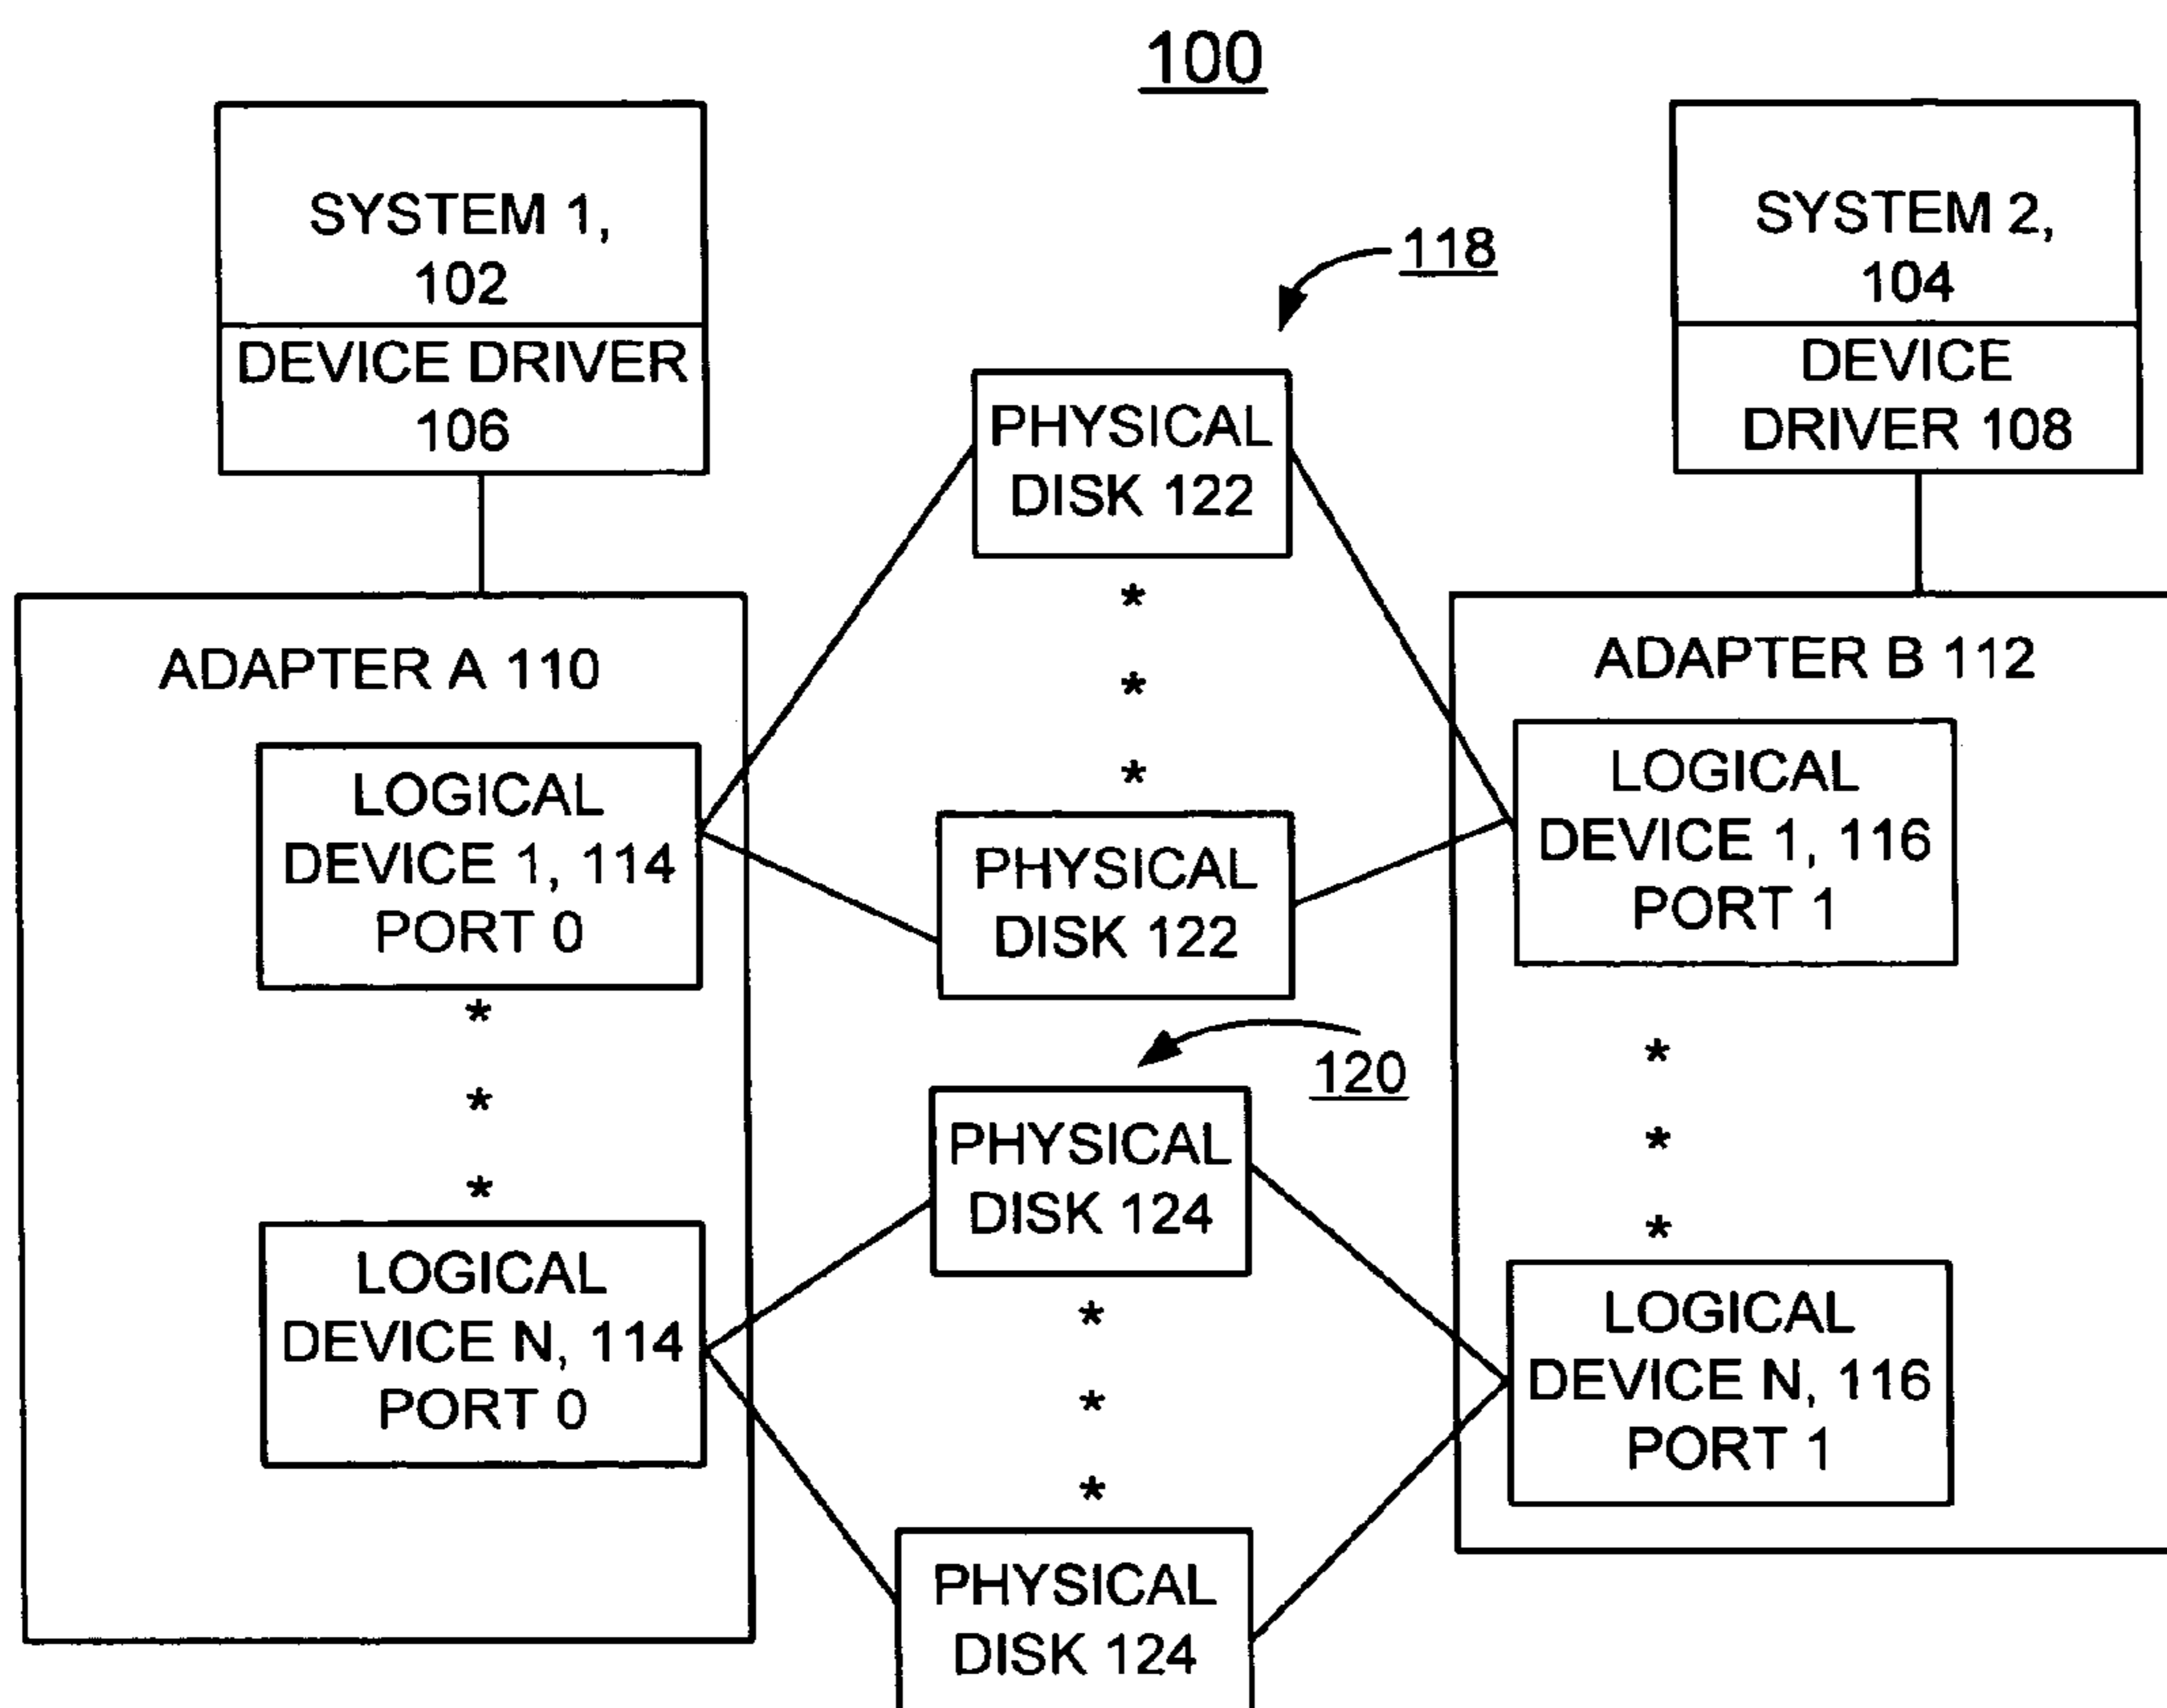 100
SYSTEM 1,
102
DEVICE DRIVER
106
118
SYSTEM 2,
104
DEVICE
DRIVER 108
PHYSICAL
DISK 122
*
*
*
PHYSICAL
DISK 122
ADAPTER A 110
LOGICAL
DEVICE 1, 114
PORT 0
*
*
*
LOGICAL
DEVICE N, 114
PORT 0
ADAPTER B 112
LOGICAL
DEVICE 1, 116
PORT 1
*
*
*
LOGICAL
DEVICE N, 116
PORT 1
120
PHYSICAL
DISK 124
*
*
*
PHYSICAL
DISK 124